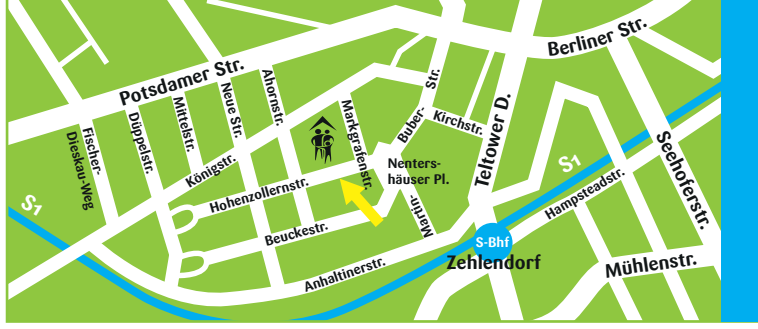 Berliner Str.
Potsdamer Str.
Fischer-
Dieskau-Weg
Düppelstr.
Mittelstr.
Neue Str.
Ahornstr.
Königstr.
Markgrafenstr.
Martin-
Buber-
Str.
Kirchstr.
Teltower D.
Nenters-
häuser Pl.
Hohenzollernstr.
Beuckestr.
Anhaltinerstr.
S1
S1
Hampsteadstr.
Seehoferstr.
S-Bhf
Zehlendorf
Mühlenstr.